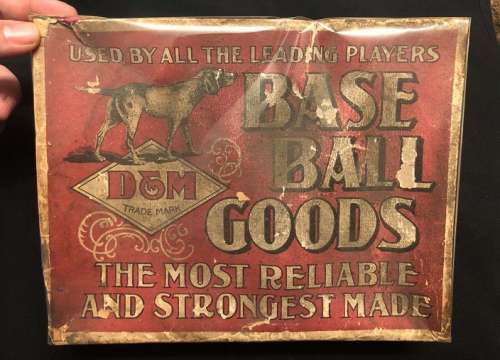 USED BY ALL THE LEADING PLAYERS
BASE
BALL
GOODS
D&M
TRADE MARK
THE MOST RELIABLE
AND STRONGEST MADE